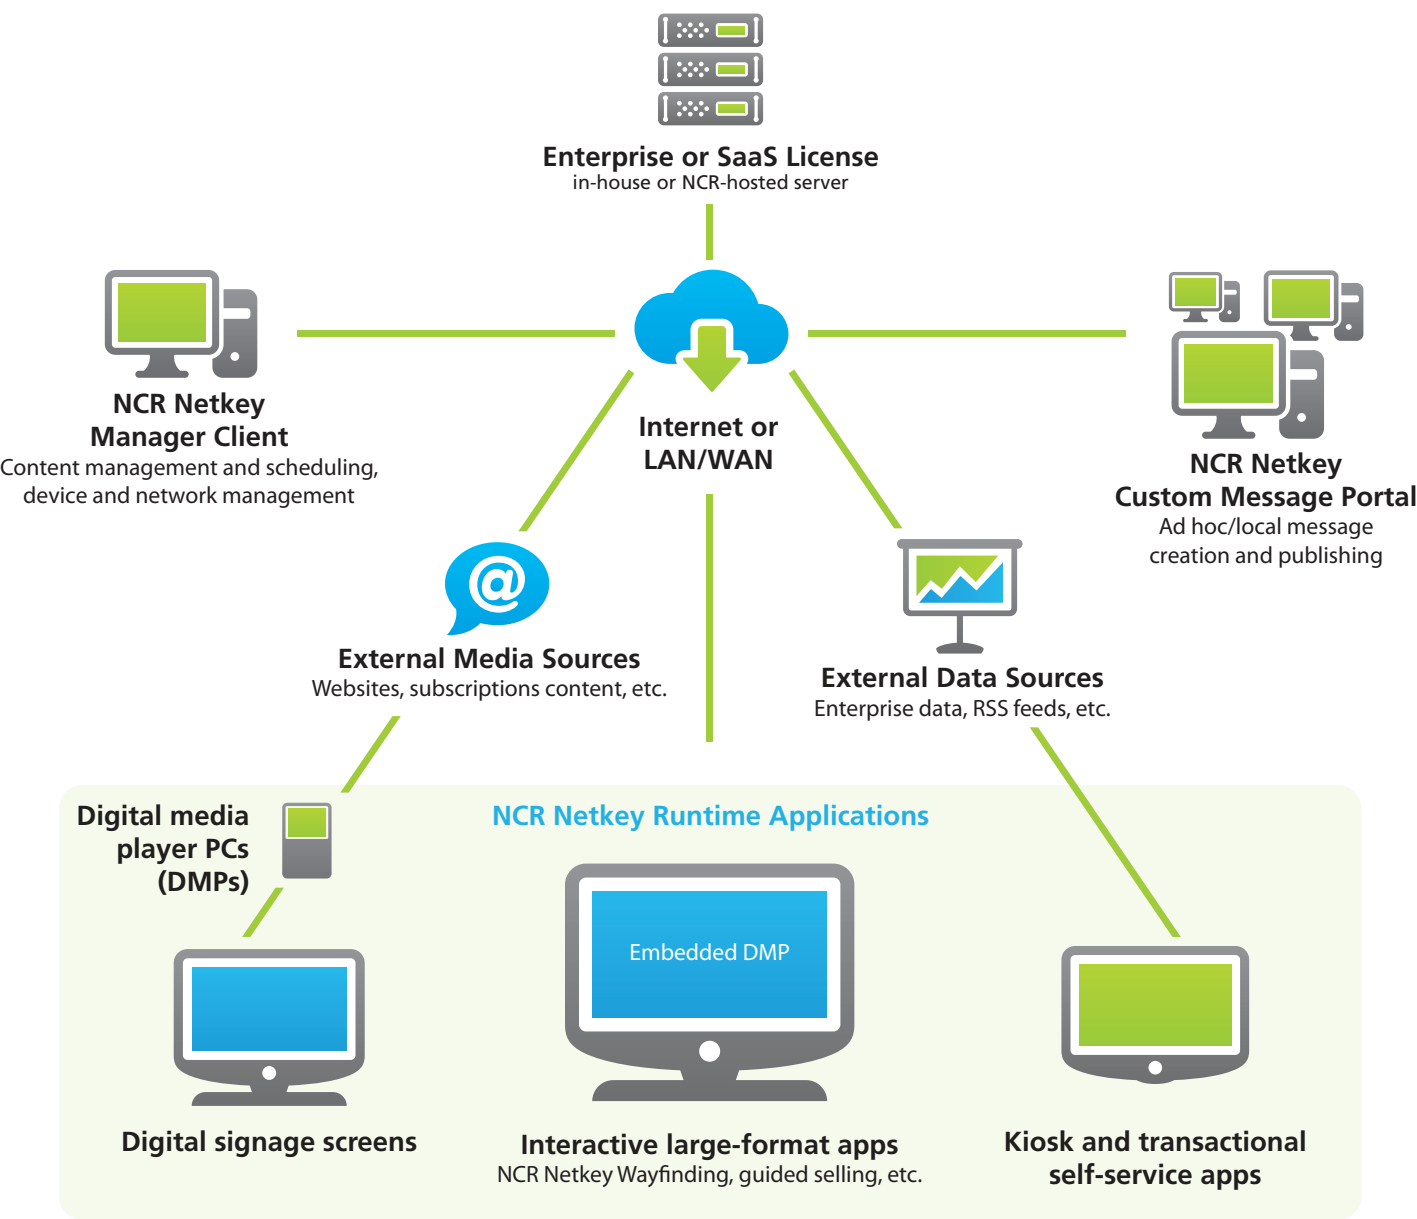 Enterprise or SaaS License
in-house or NCR-hosted server
NCR Netkey
Manager Client
Content management and scheduling,
device and network management
Internet or
LAN/WAN
NCR Netkey
Custom Message Portal
Ad hoc/local message
creation and publishing
@
External Media Sources
Websites, subscriptions content, etc.
External Data Sources
Enterprise data, RSS feeds, etc.
Digital media
player PCs
(DMPs)
NCR Netkey Runtime Applications
Embedded DMP
Digital signage screens
Interactive large-format apps
NCR Netkey Wayfinding, guided selling, etc.
Kiosk and transactional
self-service apps